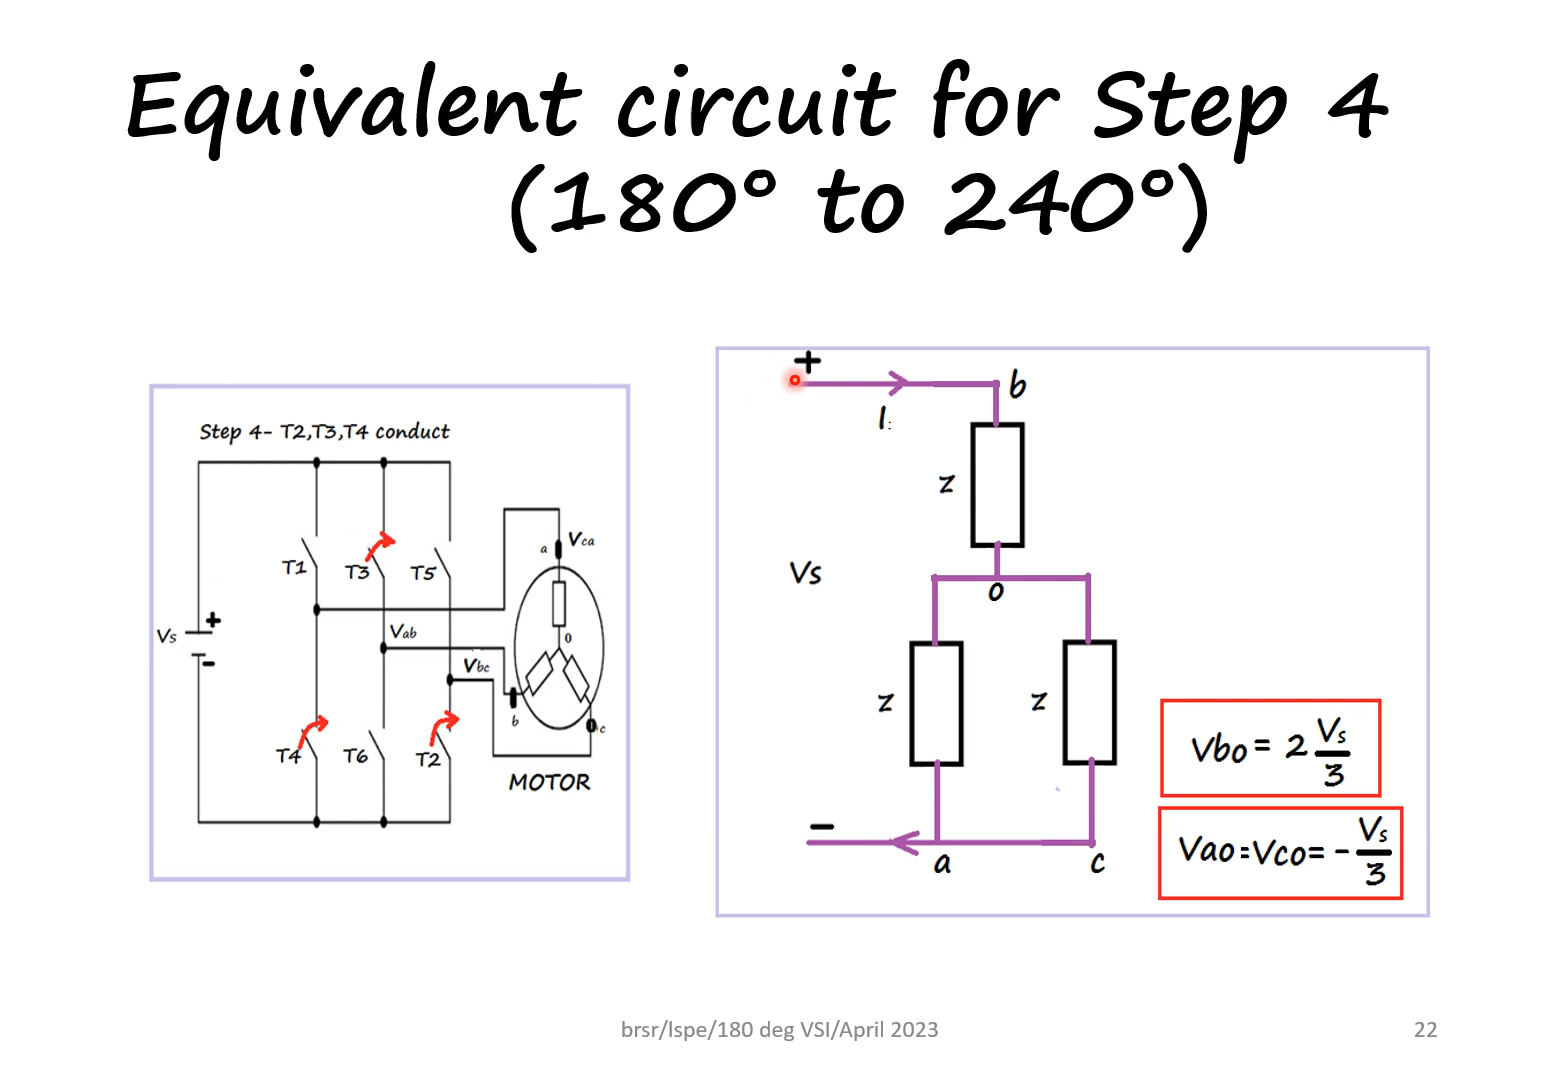 Equivalent circuit for Step 4
(180° to 240°)
Step 4- T2,T3,T4 conduct
T1
T3
T5
Vs
+
-
Vab
Vbc
Vca
a
0
b
c
T4
T6
T2
MOTOR
+
I:
b
z
Vs
o
z
z
-
a
c
Vbo = 2 Vs/3
Vao=Vco= - Vs/3
brsr/lspe/180 deg VSI/April 2023
22